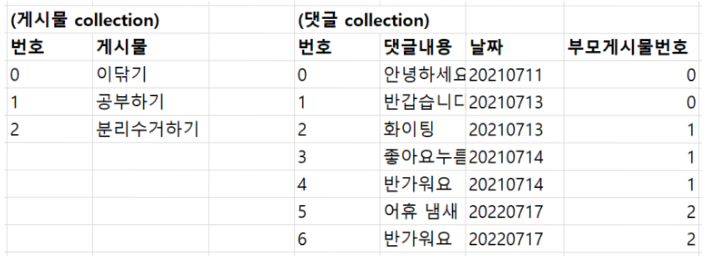 (게시물 collection) (댓글 collection)
번호 게시물 번호 댓글내용 날짜 부모게시물번호
0 이닦기 0 안녕하세요 20210711 0
1 공부하기 1 반갑습니다 20210713 0
2 분리수거하기 2 화이팅 20210713 1
3 좋아요누를 20210714 1
4 반가워요 20210714 1
5 어휴 냄새 20220717 2
6 반가워요 20220717 2